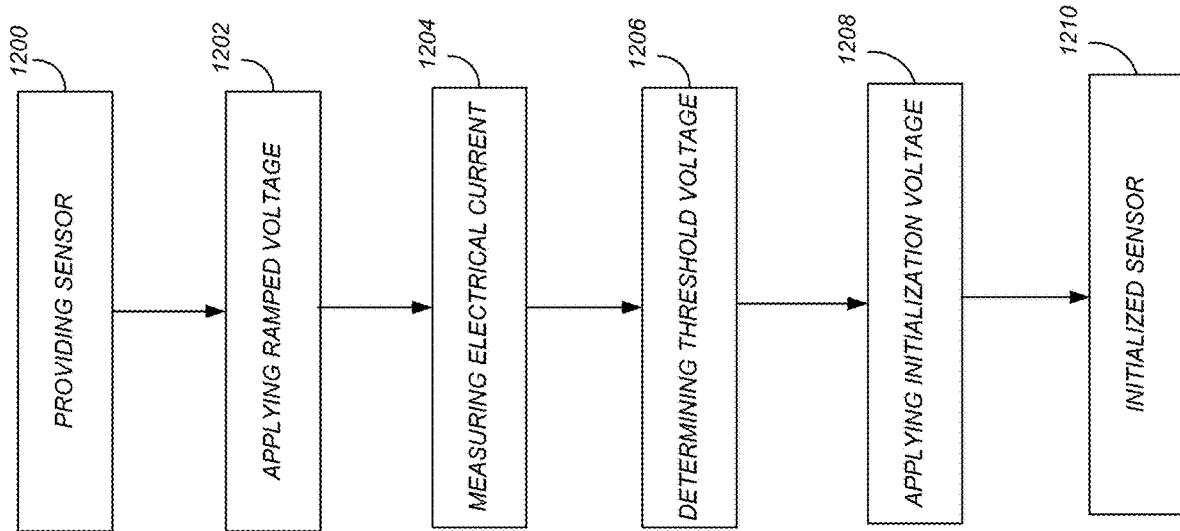 1200
PROVIDING SENSOR
1202
APPLYING RAMPED VOLTAGE
1204
MEASURING ELECTRICAL CURRENT
1206
DETERMINING THRESHOLD VOLTAGE
1208
APPLYING INITIALIZATION VOLTAGE
1210
INITIALIZED SENSOR